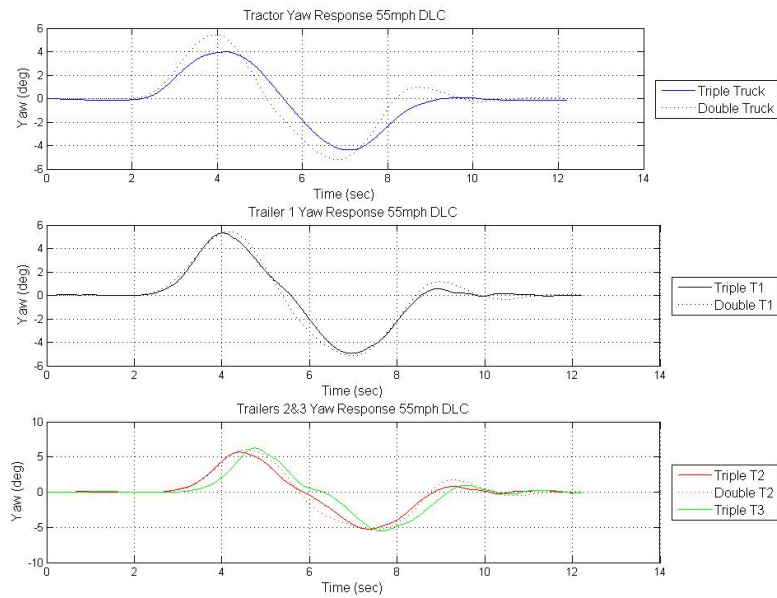 Tractor Yaw Response 55mph DLC
6
4
2
0
-2
-4
-6
Yaw (deg)
0 2 4 6 8 10 12 14
Time (sec)
Triple Truck
Double Truck
Trailer 1 Yaw Response 55mph DLC
6
4
2
0
-2
-4
-6
Yaw (deg)
0 2 4 6 8 10 12 14
Time (sec)
Triple T1
Double T1
Trailers 2&3 Yaw Response 55mph DLC
10
5
0
-5
-10
Yaw (deg)
0 2 4 6 8 10 12 14
Time (sec)
Triple T2
Double T2
Triple T3